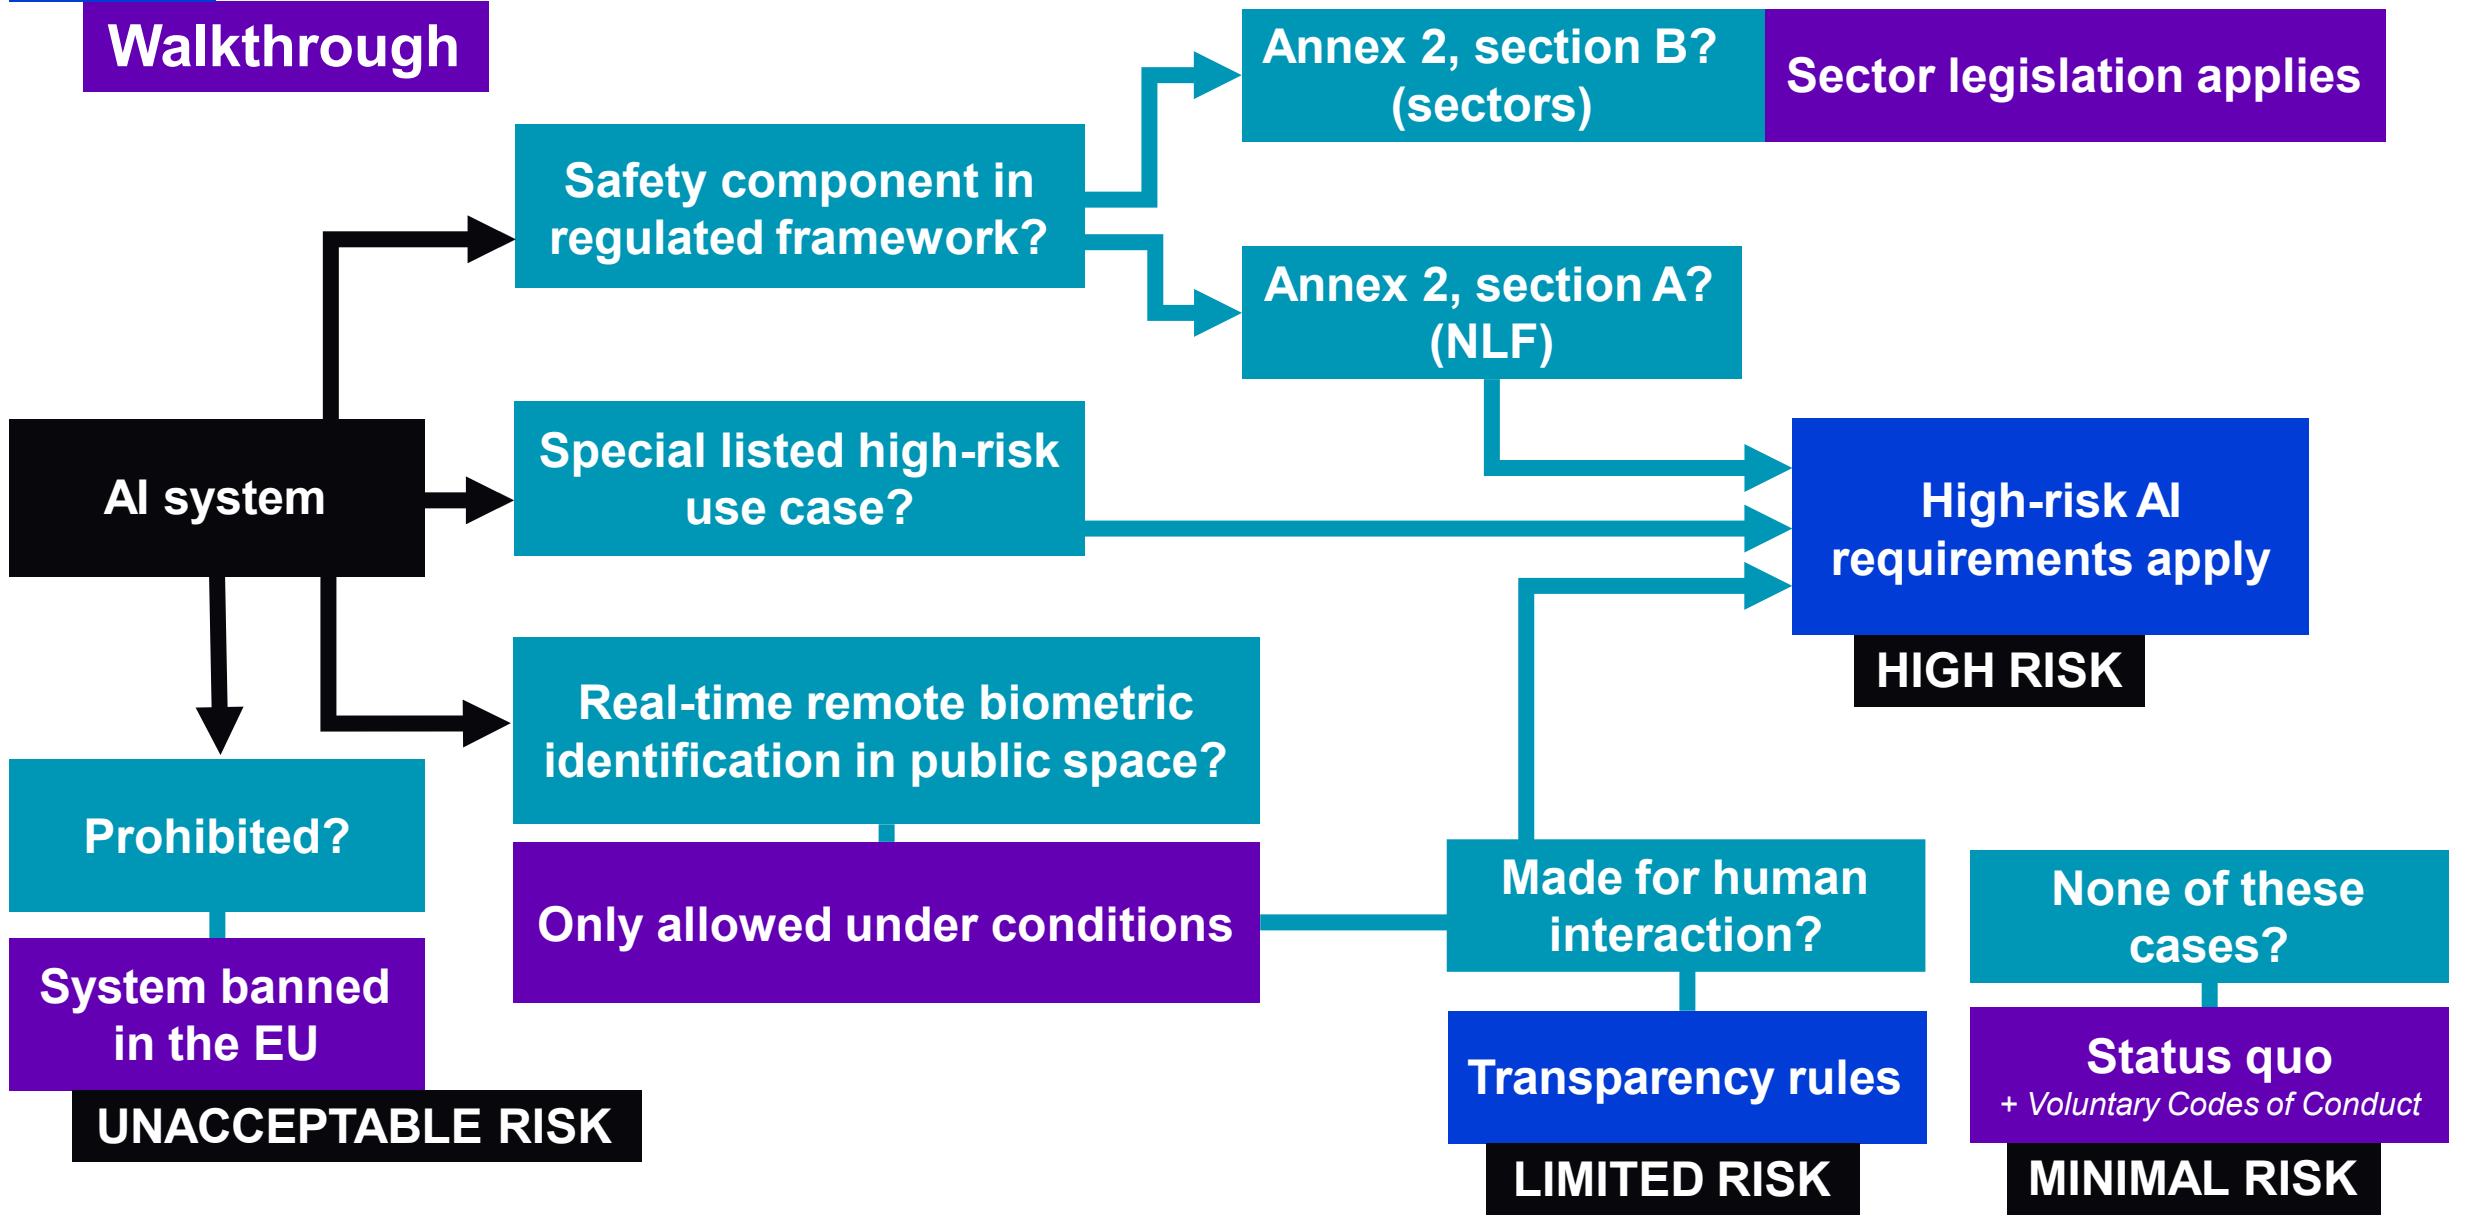 Walkthrough
Annex 2, section B?
(sectors)
Sector legislation applies
Safety component in
regulated framework?
Annex 2, section A?
(NLF)
AI system
Special listed high-risk
use case?
High-risk AI
requirements apply
HIGH RISK
Real-time remote biometric
identification in public space?
Prohibited?
Only allowed under conditions
Made for human
interaction?
None of these
cases?
System banned
in the EU
UNACCEPTABLE RISK
Transparency rules
LIMITED RISK
Status quo
+ Voluntary Codes of Conduct
MINIMAL RISK